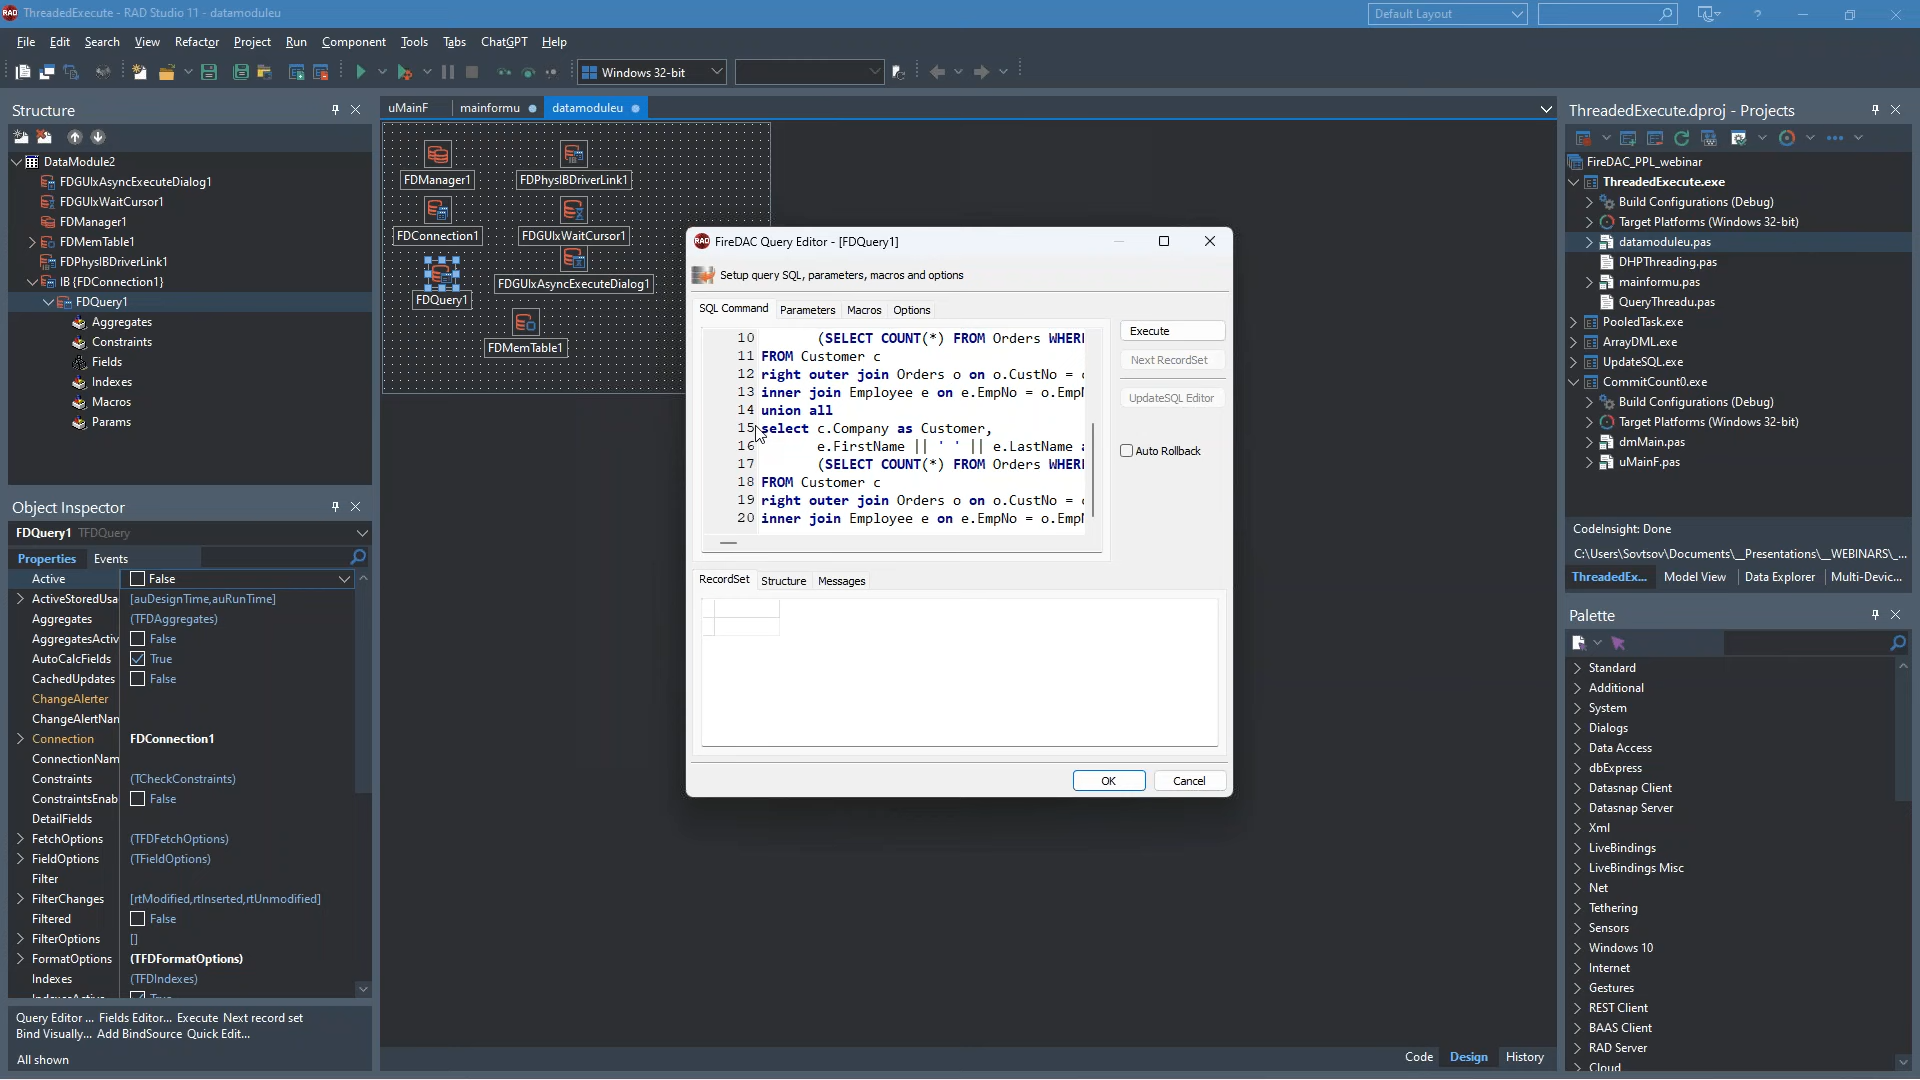 ThreadedExecute - RAD Studio 11 - datamoduleu
Default Layout
File Edit Search View Refactor Project Run Component Tools Tabs ChatGPT Help
Windows 32-bit
Structure
DataModule2
FDGUIxAsyncExecuteDialog1
FDGUIxWaitCursor1
FDManager1
FDMemTable1
FDPhysIBDriverLink1
IB {FDConnection1}
FDQuery1
Aggregates
Constraints
Fields
Indexes
Macros
Params
Object Inspector
FDQuery1 TFDQuery
Properties Events
Active False
ActiveStoredUsa [auDesignTime,auRunTime]
Aggregates (TFDAggregates)
AggregatesActiv False
AutoCalcFields True
CachedUpdates False
ChangeAlerter
ChangeAlertNan
Connection FDConnection1
ConnectionNam
Constraints (TCheckConstraints)
ConstraintsEnab False
DetailFields
FetchOptions (TFDFetchOptions)
FieldOptions (TFieldOptions)
Filter
FilterChanges [rtModified,rtInserted,rtUnmodified]
Filtered False
FilterOptions []
FormatOptions (TFDFormatOptions)
Indexes (TFDIndexes)
Query Editor ... Fields Editor... Execute Next record set
Bind Visually... Add BindSource Quick Edit...
All shown
uMainF mainformu datamoduleu
FDManager1
FDPhysIBDriverLink1
FDConnection1
FDGUIxWaitCursor1
FDQuery1
FDGUIxAsyncExecuteDialog1
FDMemTable1
RAD FireDAC Query Editor - [FDQuery1]
Setup query SQL, parameters, macros and options
SQL Command Parameters Macros Options
10 (SELECT COUNT(*) FROM Orders WHER
11 FROM Customer c
12 right outer join Orders o on o.CustNo =
13 inner join Employee e on e.EmpNo = o.Emp
14 union all
15 select c.Company as Customer,
16 e.FirstName || ' ' || e.LastName a
17 (SELECT COUNT(*) FROM Orders WHER
18 FROM Customer c
19 right outer join Orders o on o.CustNo =
20 inner join Employee e on e.EmpNo = o.Emp
Execute
Next RecordSet
UpdateSQL Editor
Auto Rollback
RecordSet Structure Messages
OK Cancel
Code Design History
ThreadedExecute.dproj - Projects
FireDAC_PPL_webinar
ThreadedExecute.exe
Build Configurations (Debug)
Target Platforms (Windows 32-bit)
datamoduleu.pas
DHPThreading.pas
mainformu.pas
QueryThreadu.pas
PooledTask.exe
ArrayDML.exe
UpdateSQL.exe
CommitCount0.exe
Build Configurations (Debug)
Target Platforms (Windows 32-bit)
dmMain.pas
uMainF.pas
CodeInsight: Done
C:\Users\Sovtsov\Documents\__Presentations\__WEBINARS\_...
ThreadedEx... Model View Data Explorer Multi-Devic...
Palette
Standard
Additional
System
Dialogs
Data Access
dbExpress
Datasnap Client
Datasnap Server
Xml
LiveBindings
LiveBindings Misc
Net
Tethering
Sensors
Windows 10
Internet
Gestures
REST Client
BAAS Client
RAD Server
Cloud